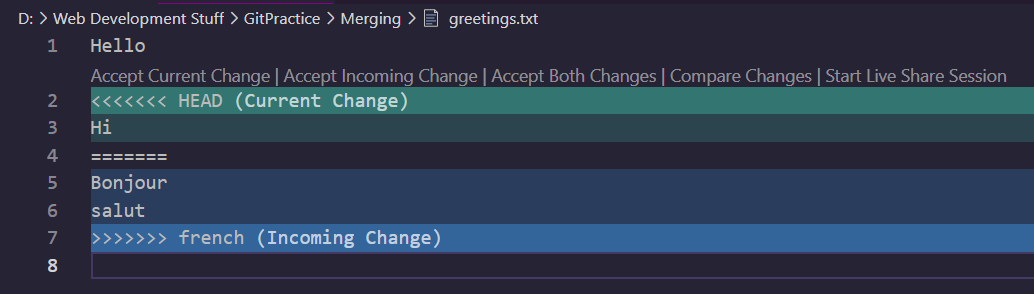 D: > Web Development Stuff > GitPractice > Merging > greetings.txt
1 Hello
Accept Current Change | Accept Incoming Change | Accept Both Changes | Compare Changes | Start Live Share Session
2 <<<<<<< HEAD (Current Change)
3 Hi
4 =======
5 Bonjour
6 salut
7 >>>>>>> french (Incoming Change)
8